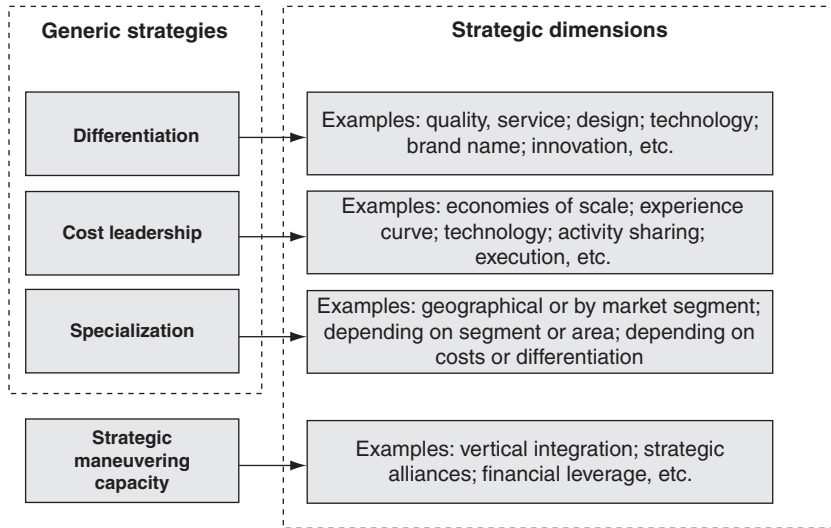 Generic strategies
Strategic dimensions
Differentiation
Examples: quality, service; design; technology;
brand name; innovation, etc.
Cost leadership
Examples: economies of scale; experience
curve; technology; activity sharing;
execution, etc.
Specialization
Examples: geographical or by market segment;
depending on segment or area; depending on
costs or differentiation
Strategic
maneuvering
capacity
Examples: vertical integration; strategic
alliances; financial leverage, etc.